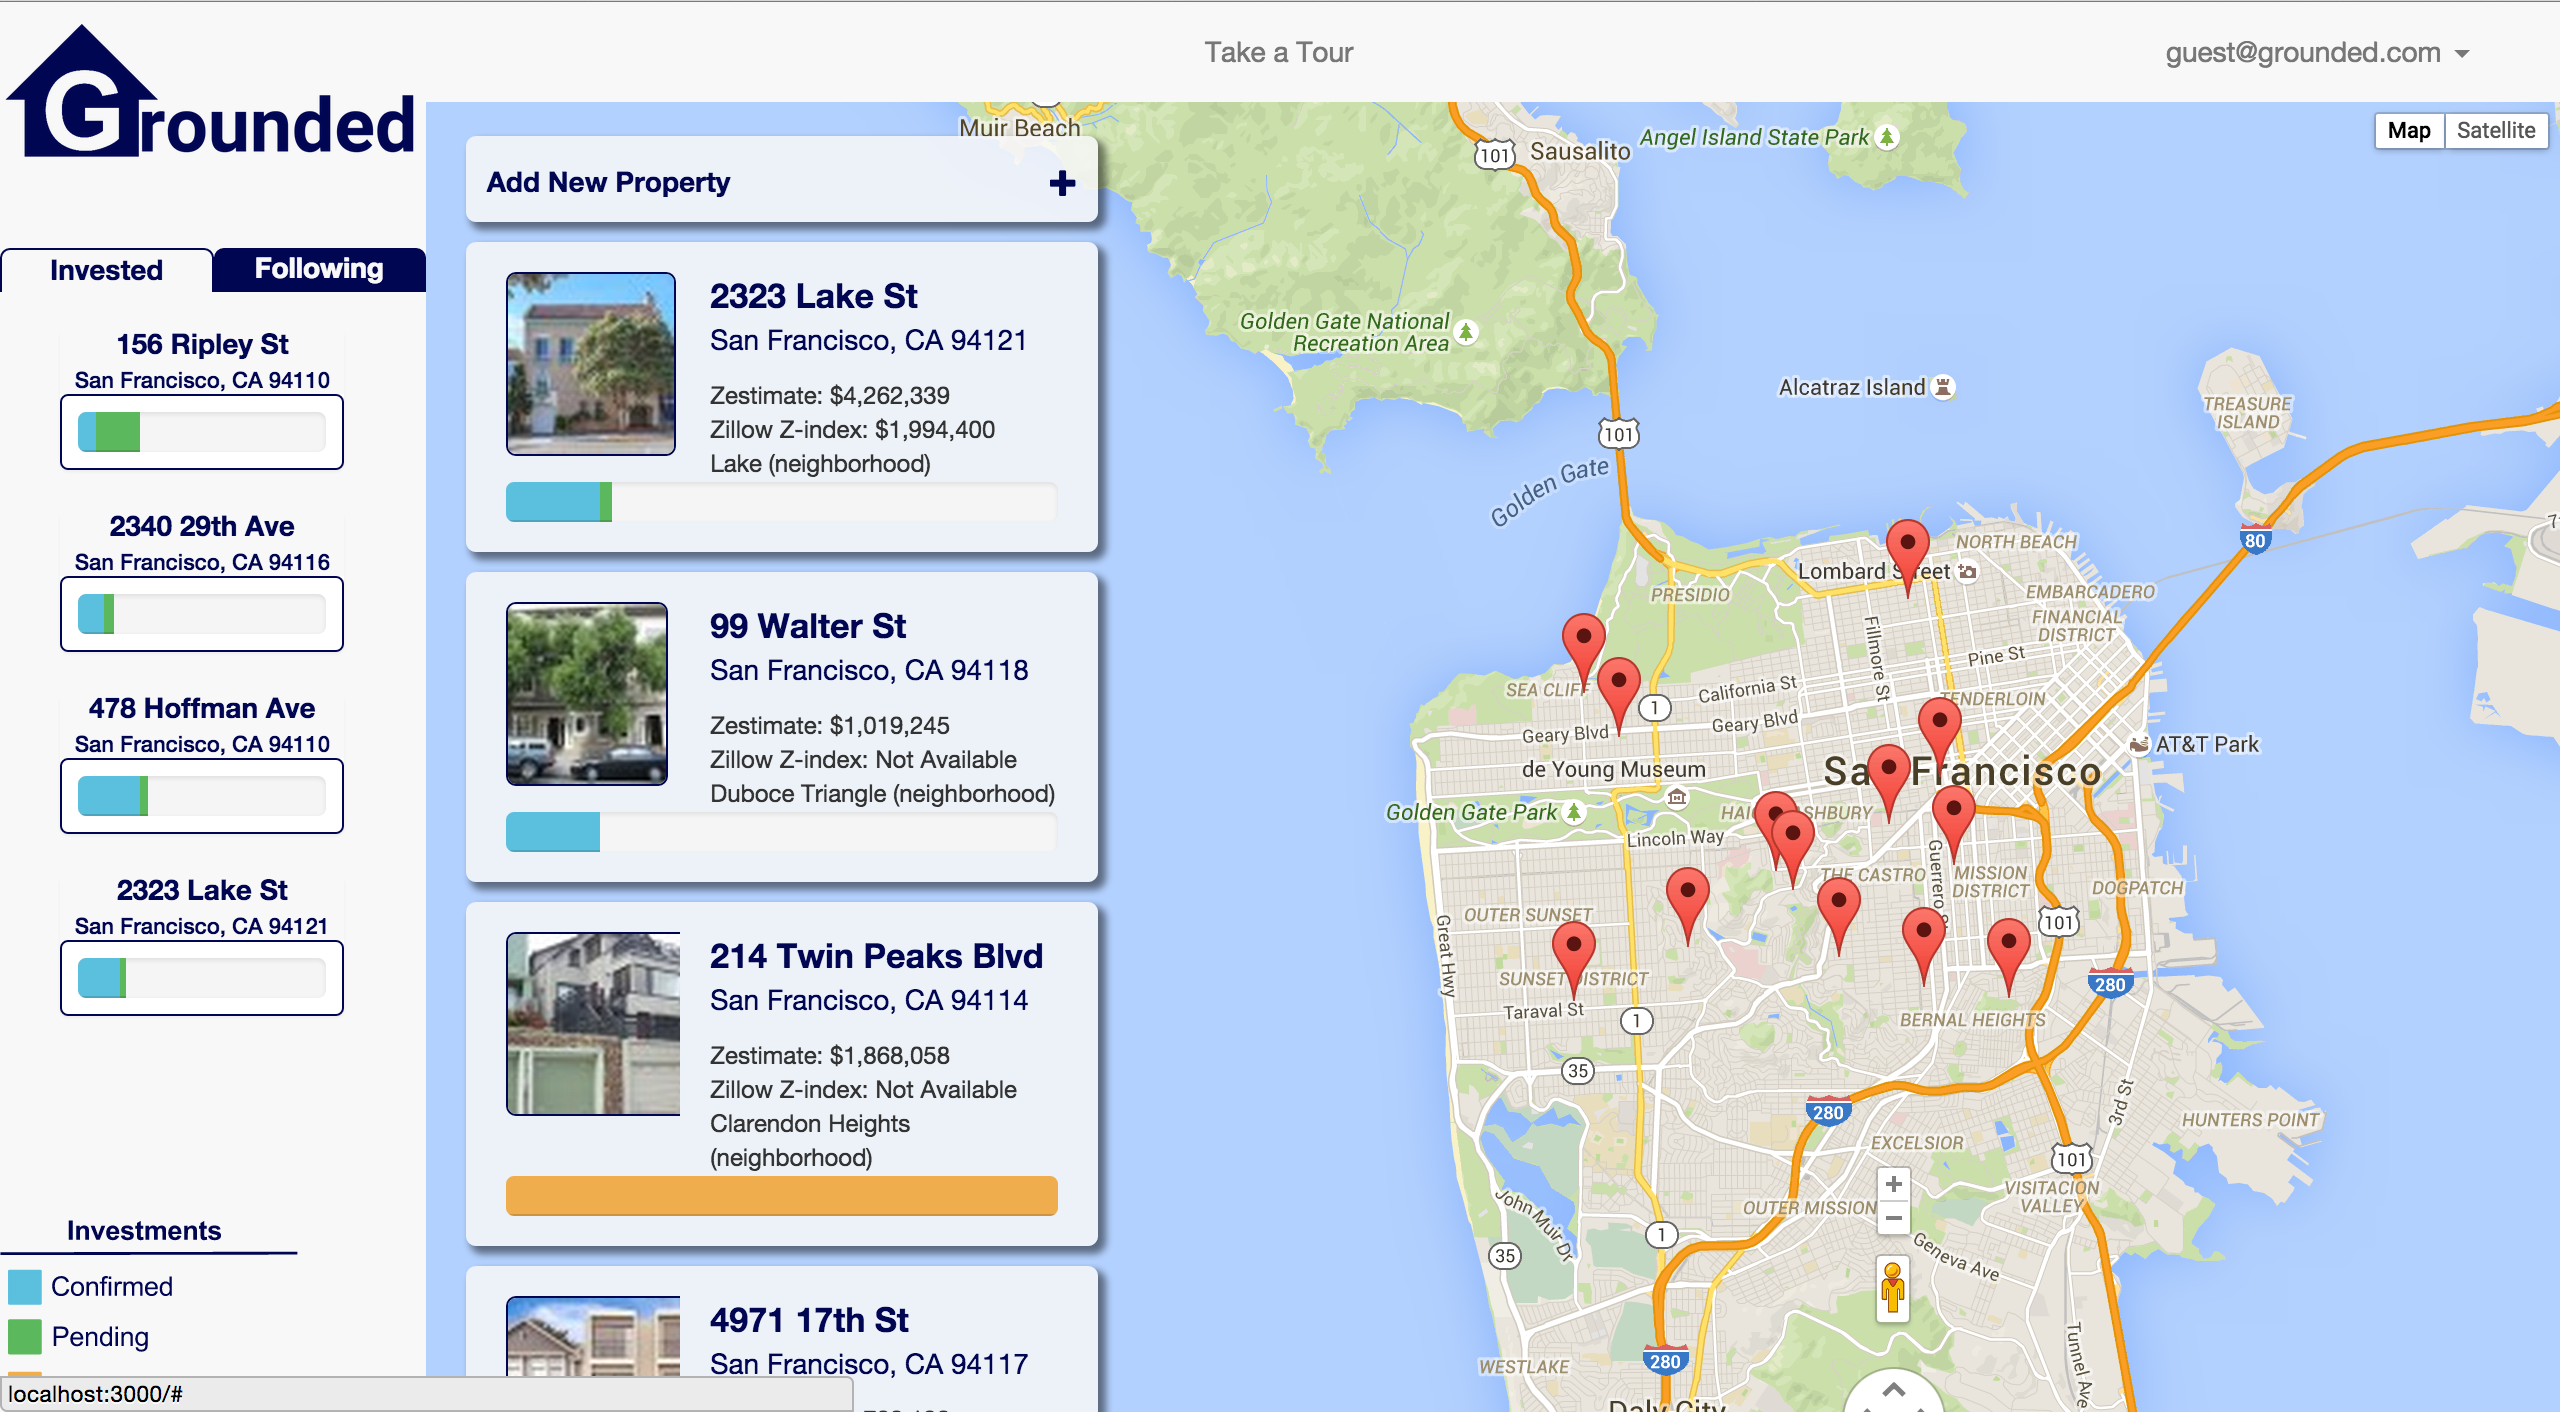 Grounded
Take a Tour
guest@grounded.com
Invested
Following
156 Ripley St
San Francisco, CA 94110
2340 29th Ave
San Francisco, CA 94116
478 Hoffman Ave
San Francisco, CA 94110
2323 Lake St
San Francisco, CA 94121
Investments
Confirmed
Pending
localhost:3000/#
Add New Property
2323 Lake St
San Francisco, CA 94121
Zestimate: $4,262,339
Zillow Z-index: $1,994,400
Lake (neighborhood)
99 Walter St
San Francisco, CA 94118
Zestimate: $1,019,245
Zillow Z-index: Not Available
Duboce Triangle (neighborhood)
214 Twin Peaks Blvd
San Francisco, CA 94114
Zestimate: $1,868,058
Zillow Z-index: Not Available
Clarendon Heights
(neighborhood)
4971 17th St
San Francisco, CA 94117
Map
Satellite
Muir Beach
101
Sausalito
Angel Island State Park
Golden Gate National
Recreation Area
Alcatraz Island
TREASURE
ISLAND
101
Golden Gate
80
NORTH BEACH
Lombard Street
PRESIDIO
EMBARCADERO
FINANCIAL
DISTRICT
Fillmore St
Pine St
SEA CLIFF
California St
TENDERLOIN
1
Geary Blvd
Geary Blvd
AT&T Park
de Young Museum
San Francisco
Golden Gate Park
HAIGHT-ASHBURY
Lincoln Way
Guerrero St
THE CASTRO
MISSION
DISTRICT
DOGPATCH
OUTER SUNSET
Great Hwy
101
SUNSET DISTRICT
280
Taraval St
1
BERNAL HEIGHTS
35
280
3rd St
HUNTERS POINT
EXCELSIOR
101
VISITACION
VALLEY
John Muir Dr
OUTER MISSION
1
35
Geneva Ave
Tunnel Ave
280
WESTLAKE
Daly City